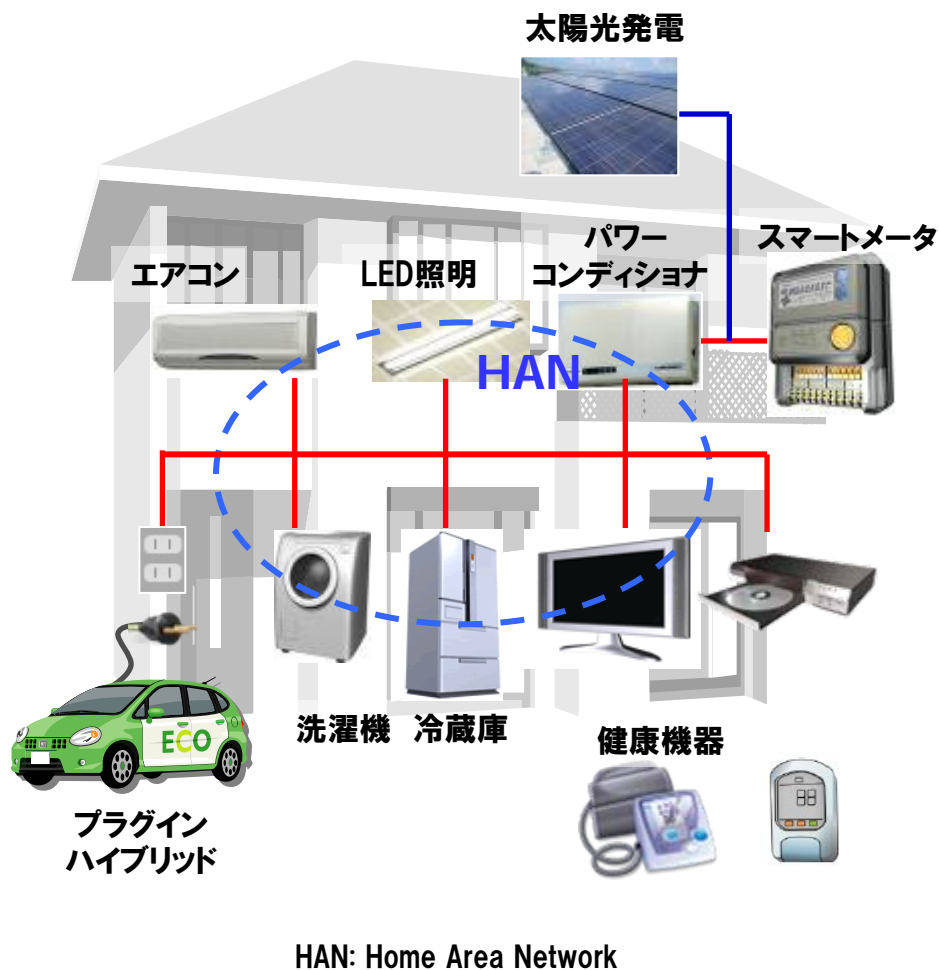 太陽光発電
エアコン
LED照明
パワー
コンディショナ
スマートメータ
HAN
ECO
洗濯機
冷蔵庫
健康機器
プラグイン
ハイブリッド
HAN: Home Area Network